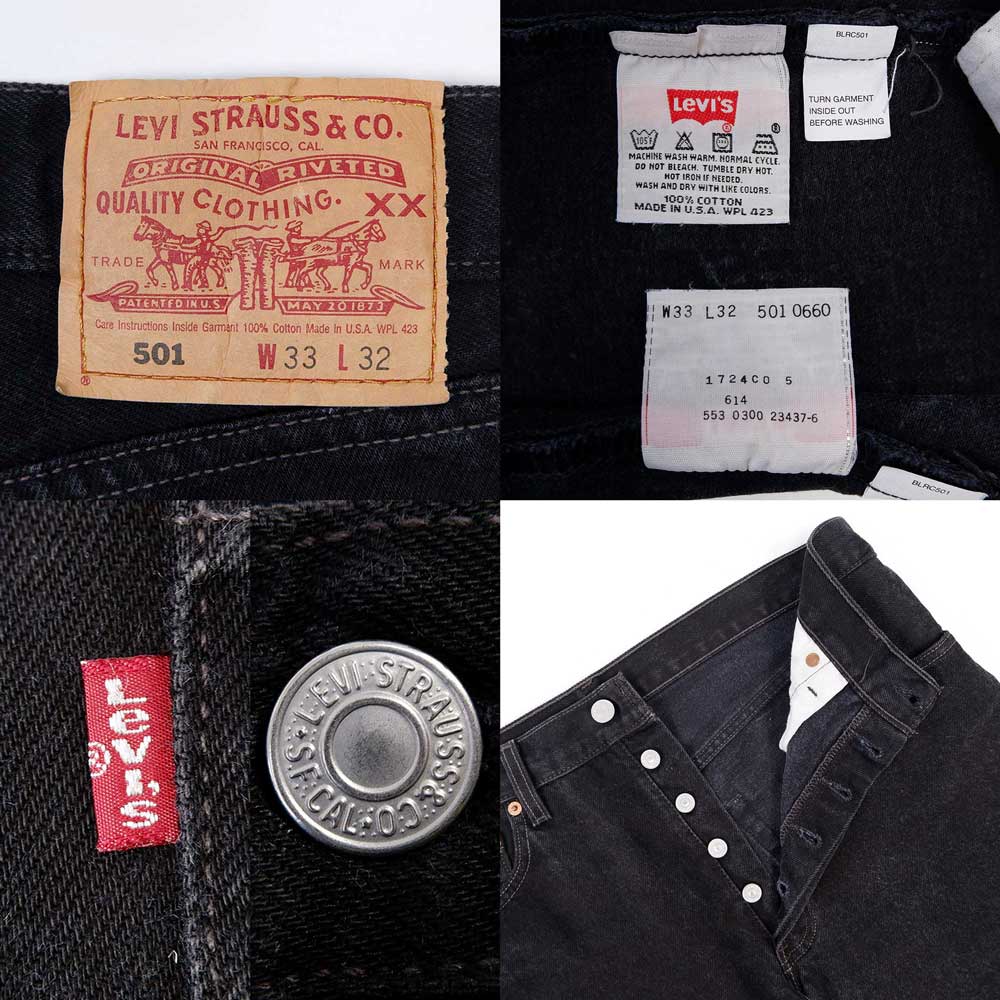 LEVI STRAUSS & CO.
SAN FRANCISCO, CAL.
ORIGINAL RIVETED
QUALITY CLOTHING. XX
TRADE MARK
PATENTED IN U.S. MAY 20 1873
Care Instructions Inside Garment 100% Cotton Made in U.S.A. WPL 423
501 W 33 L 32
®
LEVI'S
®
105F
®
MACHINE WASH WARM. NORMAL CYCLE.
DO NOT BLEACH. TUMBLE DRY HOT.
HOT IRON IF NEEDED.
WASH AND DRY WITH LIKE COLORS.
100% COTTON
MADE IN U.S.A. WPL 423
BLRC501
TURN GARMENT
INSIDE OUT
BEFORE WASHING
W33 L32 501 0660
1724C0 5
614
553 0300 23437-6
BLRC501
Levi's
®
LEVI STRAUSS & CO. S.F. CAL.